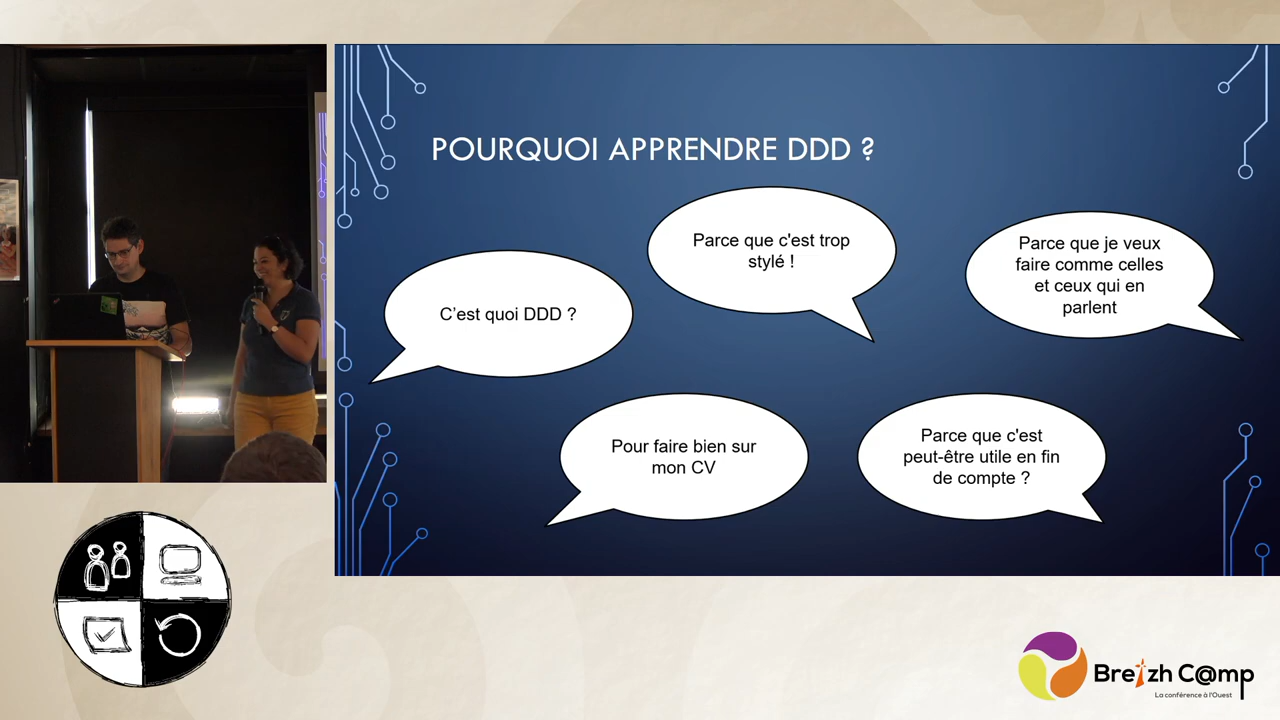 POURQUOI APPRENDRE DDD ?
C'est quoi DDD ?
Parce que c'est trop
stylé !
Parce que je veux
faire comme celles
et ceux qui en
parlent
Pour faire bien sur
mon CV
Parce que c'est
peut-être utile en fin
de compte ?
Breizh C@mp
La conférence à l'Ouest